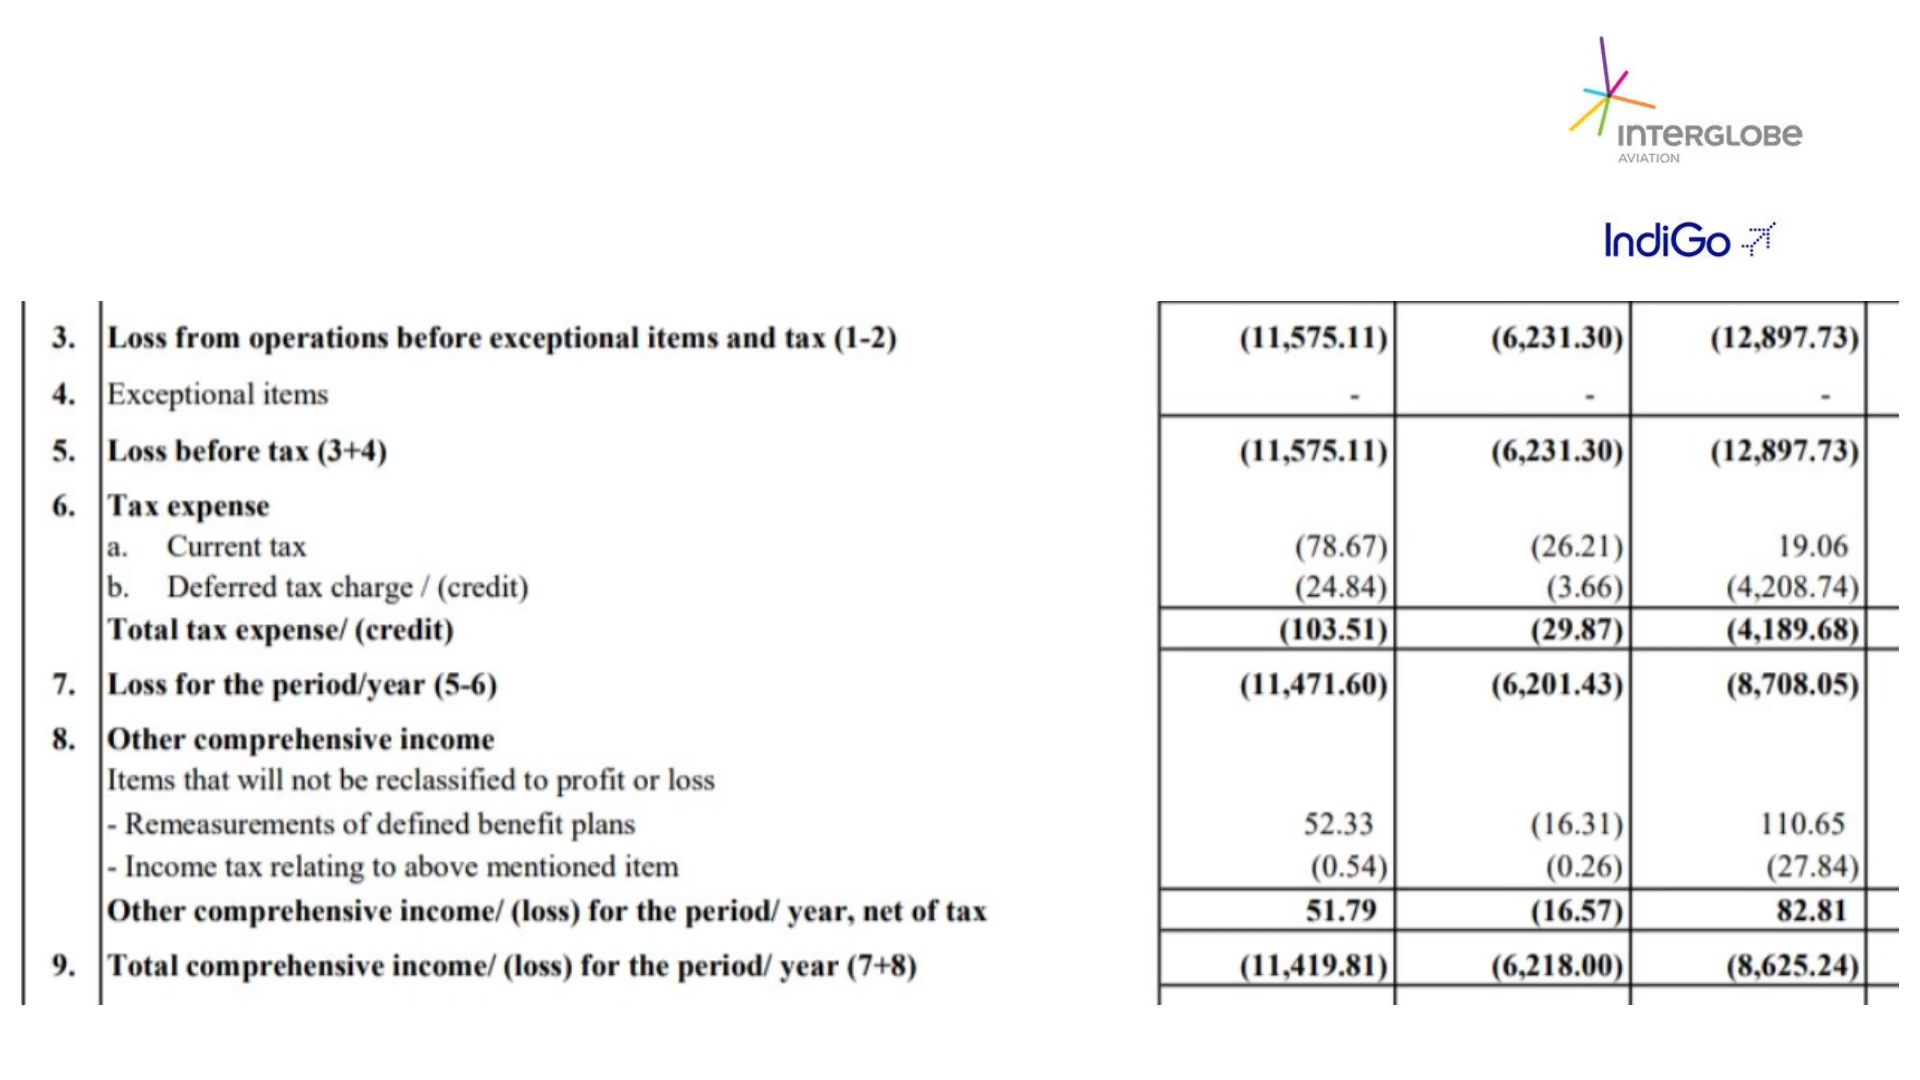 INTERGLOBE
AVIATION
IndiGo
3. Loss from operations before exceptional items and tax (1-2) (11,575.11) (6,231.30) (12,897.73)
4. Exceptional items - - -
5. Loss before tax (3+4) (11,575.11) (6,231.30) (12,897.73)
6. Tax expense
a. Current tax (78.67) (26.21) 19.06
b. Deferred tax charge / (credit) (24.84) (3.66) (4,208.74)
Total tax expense/ (credit) (103.51) (29.87) (4,189.68)
7. Loss for the period/year (5-6) (11,471.60) (6,201.43) (8,708.05)
8. Other comprehensive income
Items that will not be reclassified to profit or loss
- Remeasurements of defined benefit plans 52.33 (16.31) 110.65
- Income tax relating to above mentioned item (0.54) (0.26) (27.84)
Other comprehensive income/ (loss) for the period/ year, net of tax 51.79 (16.57) 82.81
9. Total comprehensive income/ (loss) for the period/ year (7+8) (11,419.81) (6,218.00) (8,625.24)